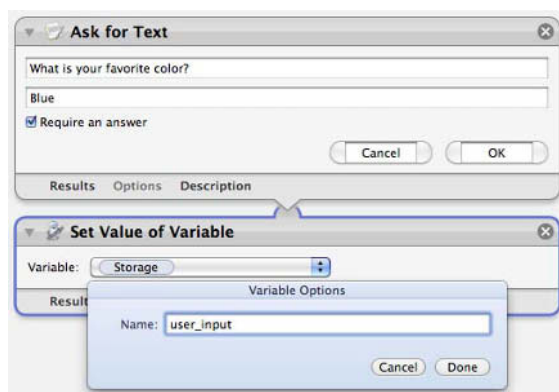 Ask for Text
What is your favorite color?
Blue
Require an answer
Cancel OK
Results Options Description
Set Value of Variable
Variable: Storage
Result
Variable Options
Name: user_input
Cancel Done